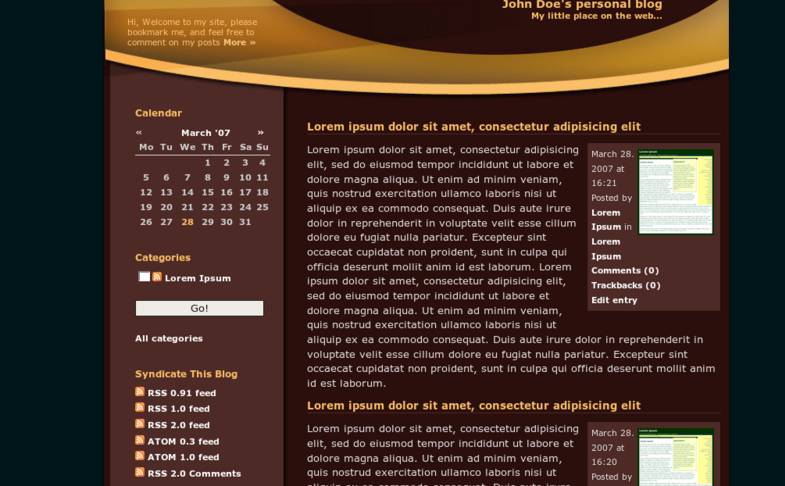 John Doe's personal blog
My little place on the web...
Hi, Welcome to my site, please
bookmark me, and feel free to
comment on my posts More »
Calendar
« March '07 »
Mo Tu We Th Fr Sa Su
1 2 3 4
5 6 7 8 9 10 11
12 13 14 15 16 17 18
19 20 21 22 23 24 25
26 27 28 29 30 31
Categories
Lorem Ipsum
Go!
All categories
Syndicate This Blog
RSS 0.91 feed
RSS 1.0 feed
RSS 2.0 feed
ATOM 0.3 feed
ATOM 1.0 feed
RSS 2.0 Comments
Lorem ipsum dolor sit amet, consectetur adipisicing elit
Lorem ipsum dolor sit amet, consectetur adipisicing
elit, sed do eiusmod tempor incididunt ut labore et
dolore magna aliqua. Ut enim ad minim veniam,
quis nostrud exercitation ullamco laboris nisi ut
aliquip ex ea commodo consequat. Duis aute irure
dolor in reprehenderit in voluptate velit esse cillum
dolore eu fugiat nulla pariatur. Excepteur sint
occaecat cupidatat non proident, sunt in culpa qui
officia deserunt mollit anim id est laborum. Lorem
ipsum dolor sit amet, consectetur adipisicing elit,
sed do eiusmod tempor incididunt ut labore et
dolore magna aliqua. Ut enim ad minim veniam,
quis nostrud exercitation ullamco laboris nisi ut
aliquip ex ea commodo consequat. Duis aute irure dolor in reprehenderit in
voluptate velit esse cillum dolore eu fugiat nulla pariatur. Excepteur sint
occaecat cupidatat non proident, sunt in culpa qui officia deserunt mollit anim
id est laborum.
March 28.
2007 at
16:21
Posted by
Lorem
Ipsum in
Lorem
Ipsum
Comments (0)
Trackbacks (0)
Edit entry
Lorem ipsum dolor sit amet, consectetur adipisicing elit
Lorem ipsum dolor sit amet, consectetur adipisicing
elit, sed do eiusmod tempor incididunt ut labore et
dolore magna aliqua. Ut enim ad minim veniam,
quis nostrud exercitation ullamco laboris nisi ut
March 28.
2007 at
16:20
Posted by